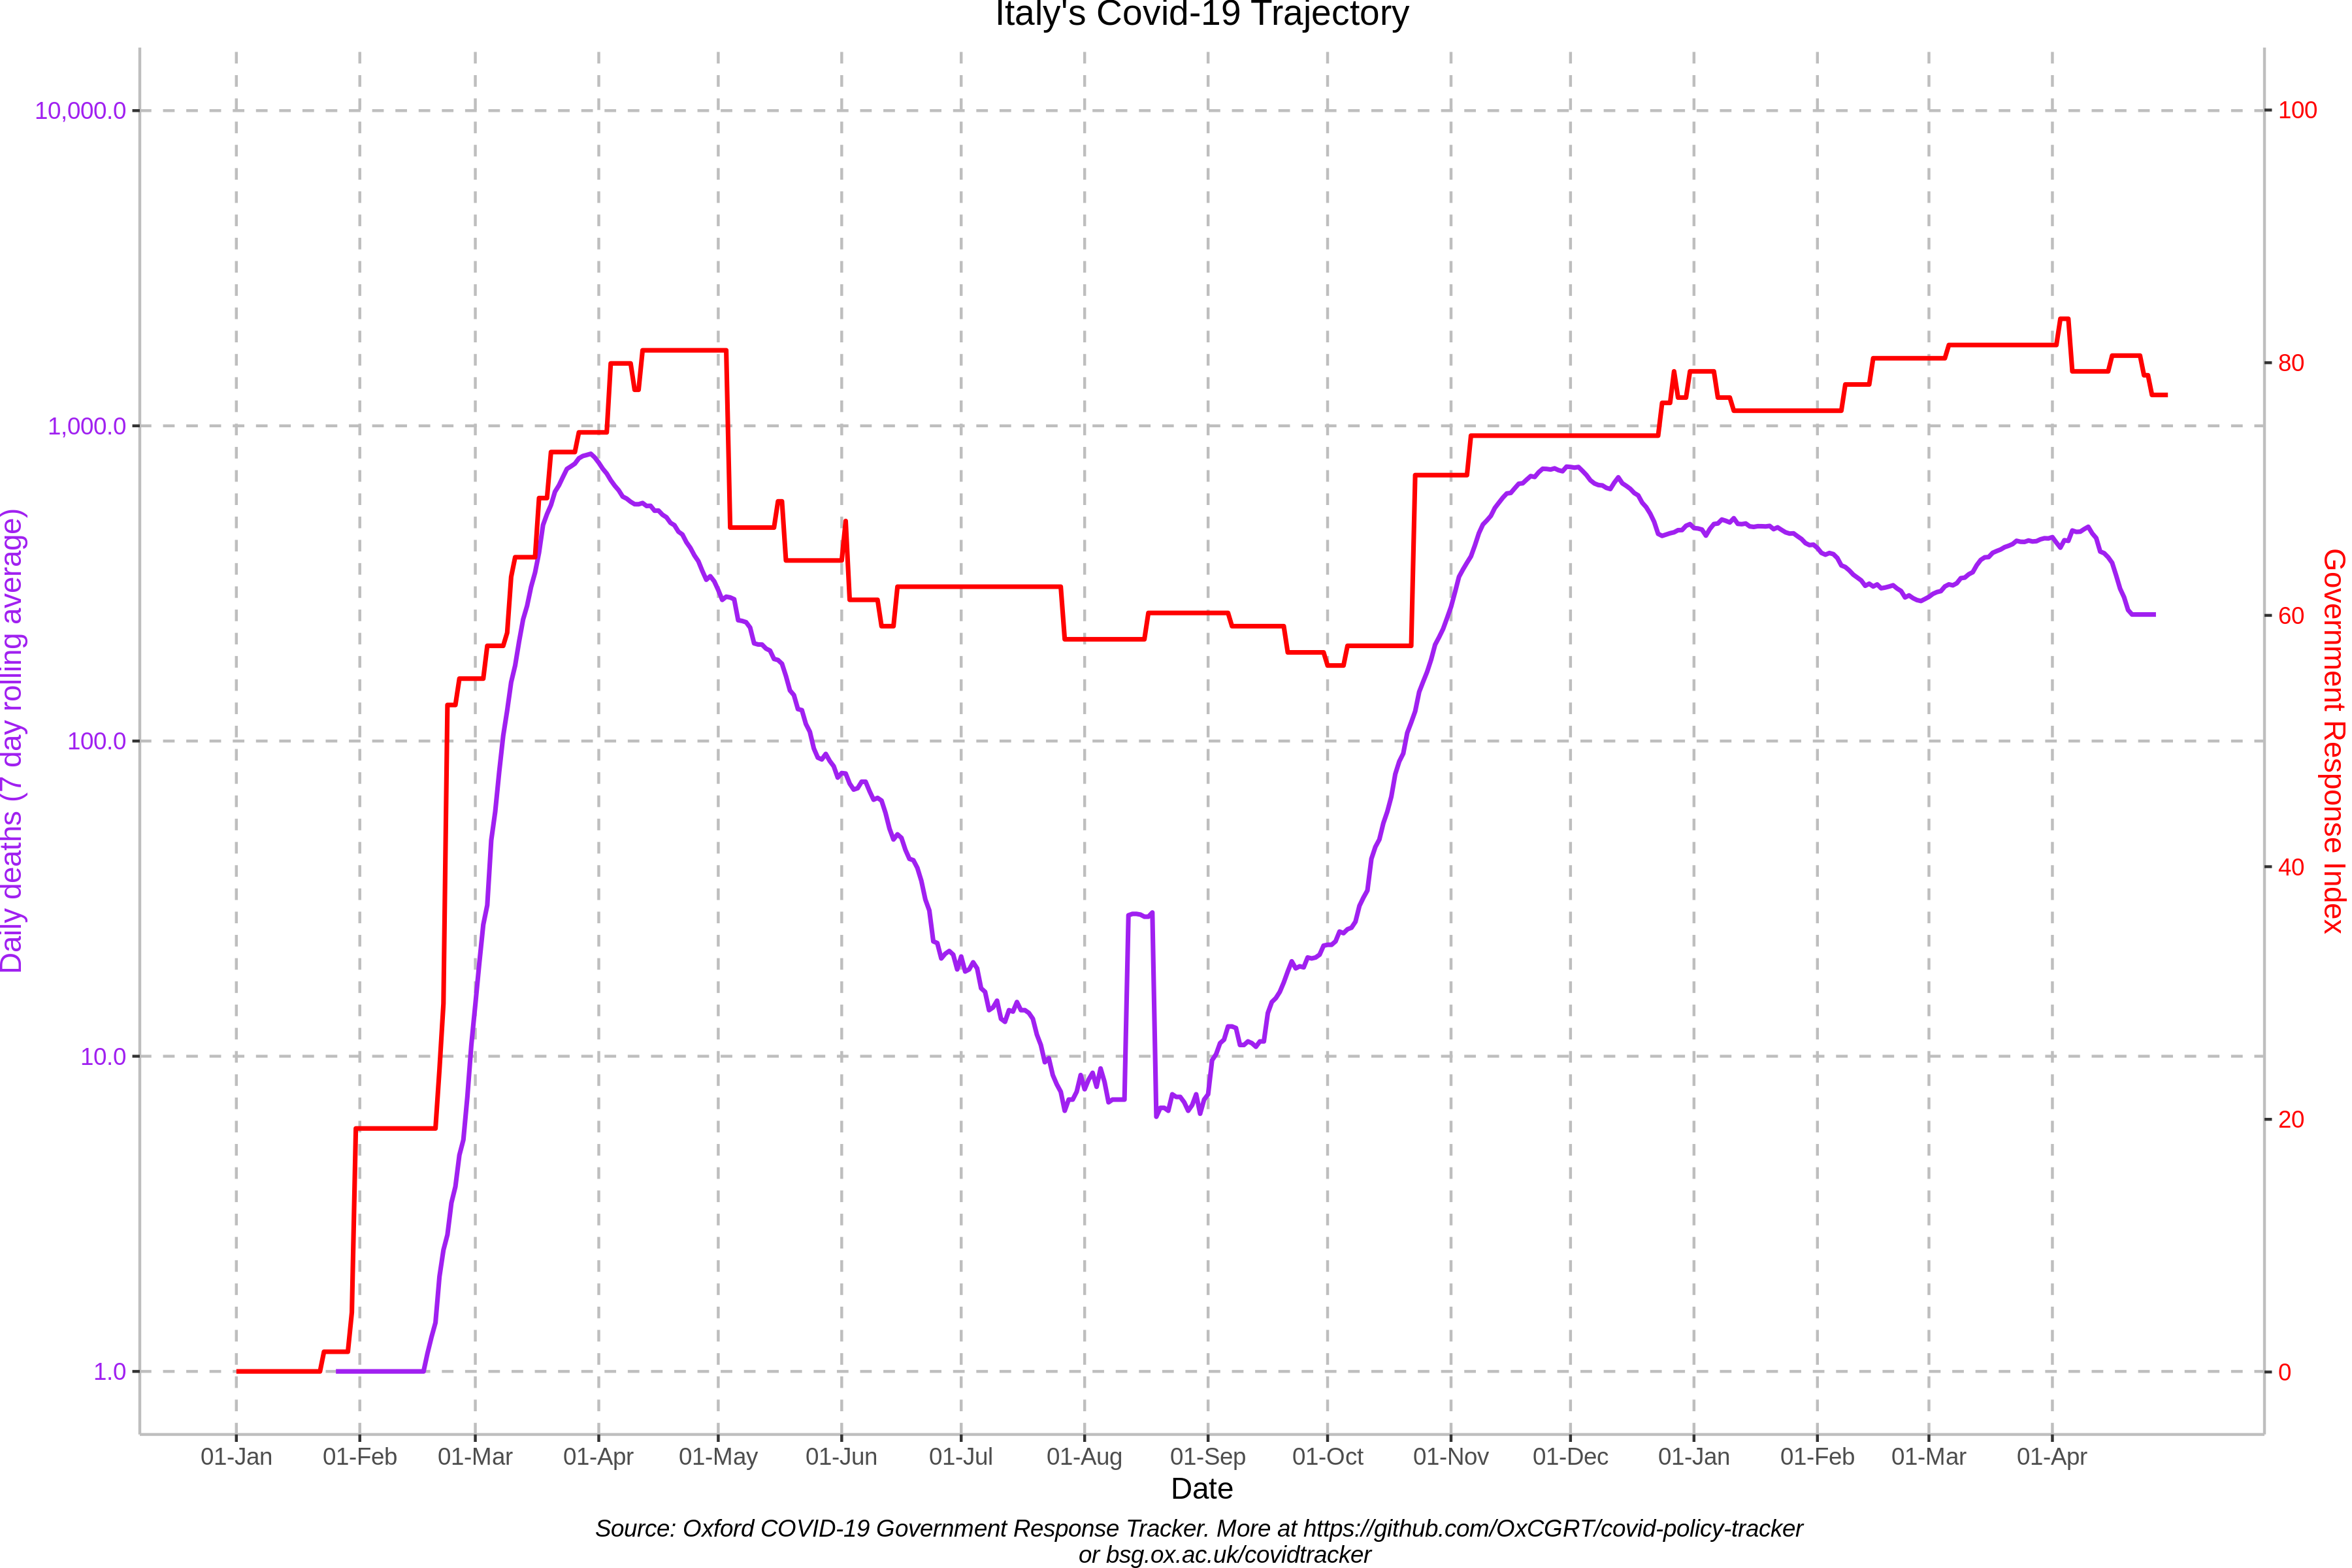 Italy's Covid-19 Trajectory
10,000.0
1,000.0
100.0
10.0
1.0
Daily deaths (7 day rolling average)
100
80
60
40
20
0
Government Response Index
01-Jan 01-Feb 01-Mar 01-Apr 01-May 01-Jun 01-Jul 01-Aug 01-Sep 01-Oct 01-Nov 01-Dec 01-Jan 01-Feb 01-Mar 01-Apr
Date
Source: Oxford COVID-19 Government Response Tracker. More at https://github.com/OxCGRT/covid-policy-tracker
or bsg.ox.ac.uk/covidtracker